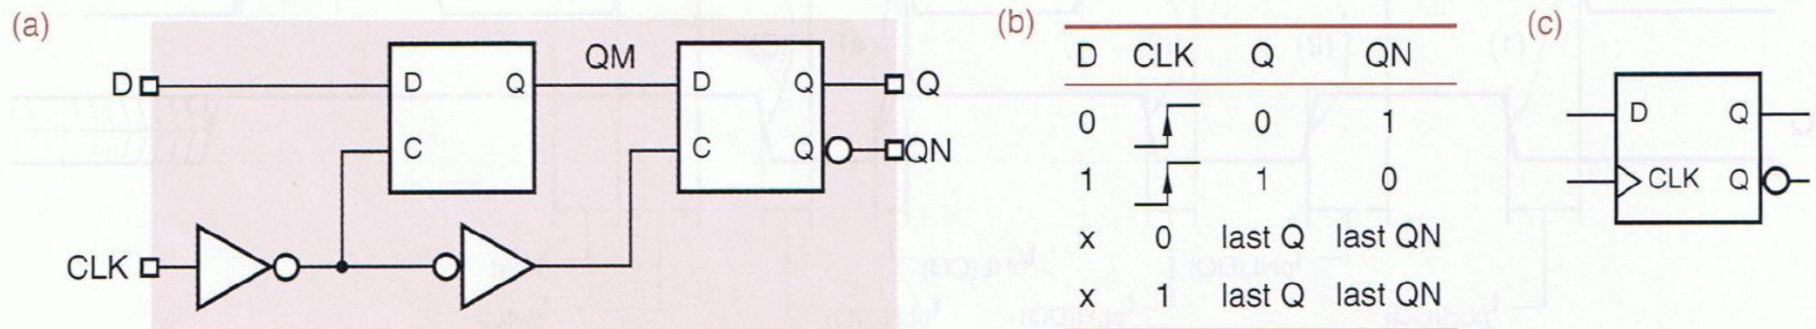 (a)
D
D Q
QM
D Q
Q
C
C Q
QN
CLK
(b)
D CLK Q QN
0 0 1
1 1 0
x 0 last Q last QN
x 1 last Q last QN
(c)
D Q
CLK Q